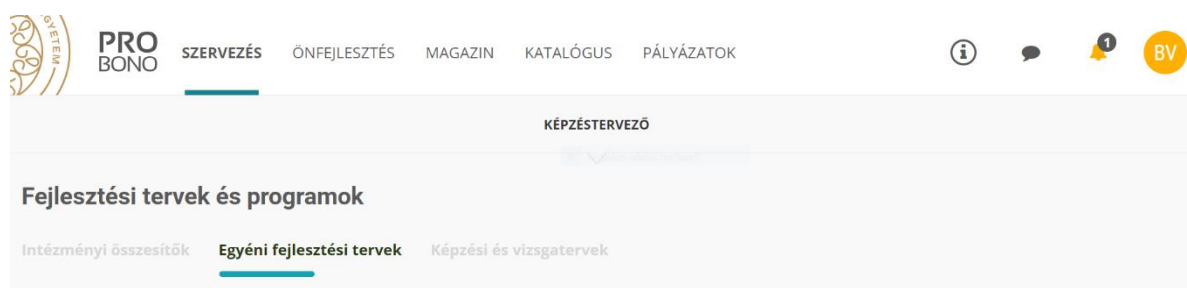 EGYETEM
PRO BONO
SZERVEZÉS ÖNFEJLESZTÉS MAGAZIN KATALÓGUS PÁLYÁZATOK
1
BV
KÉPZÉSTERVEZŐ
Fejlesztési tervek és programok
Intézményi összesítők Egyéni fejlesztési tervek Képzési és vizsgatervek